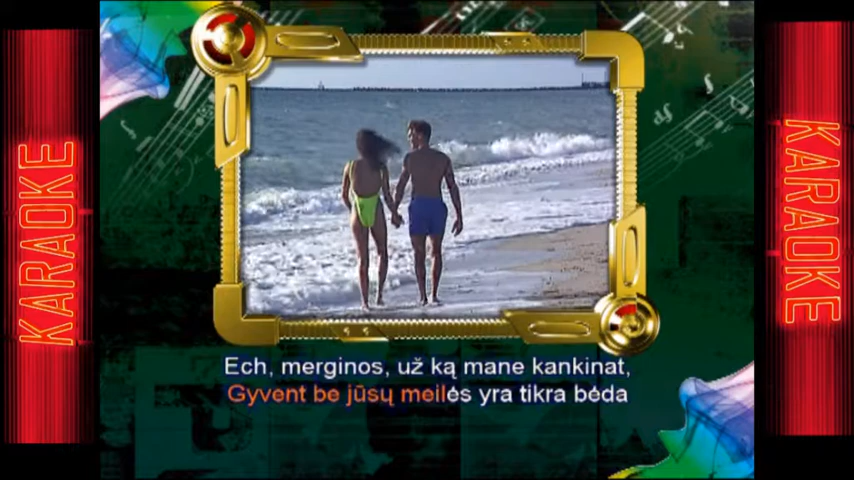 KARAOKE
Ech, merginos, už ką mane kankinat,
Gyvent be jūsų meilės yra tikra bėda
KARAOKE